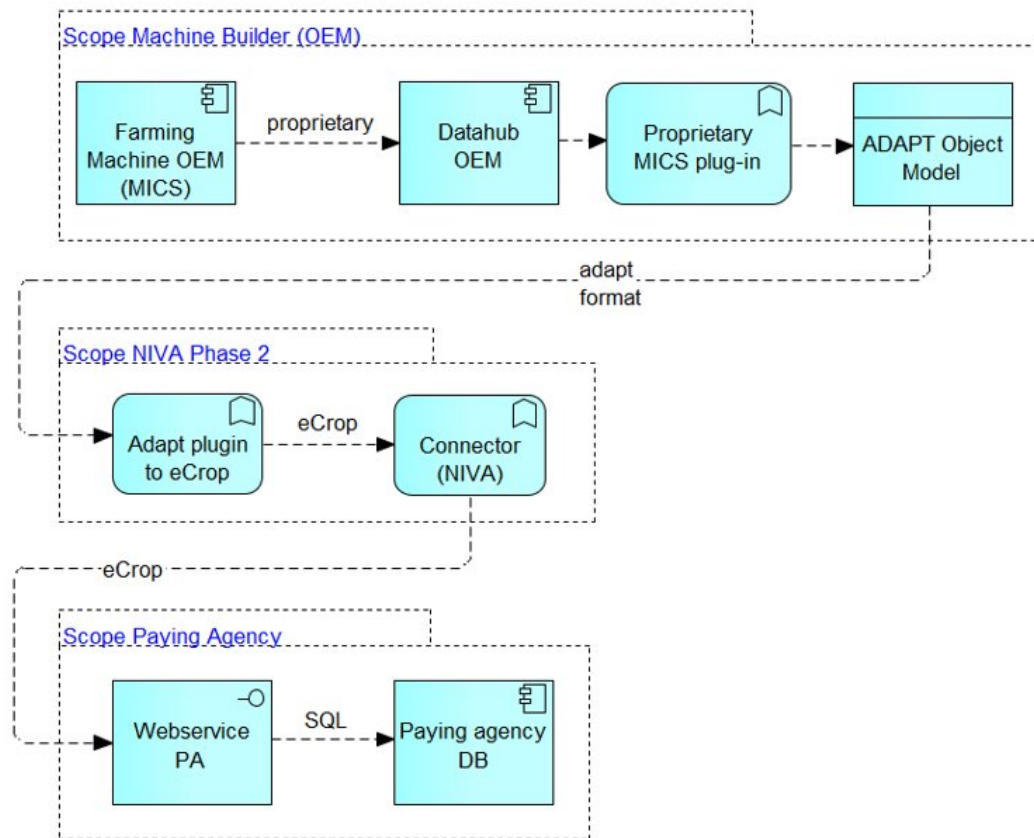 Scope Machine Builder (OEM)
Farming
Machine OEM
(MICS)
proprietary
Datahub
OEM
Proprietary
MICS plug-in
ADAPT Object
Model
adapt
format
Scope NIVA Phase 2
Adapt plugin
to eCrop
eCrop
Connector
(NIVA)
eCrop
Scope Paying Agency
Webservice
PA
SQL
Paying agency
DB